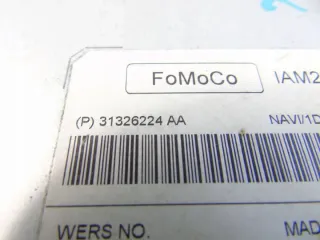 FoMoCo IAM2
(P) 31326224 AA NAVI/1D
WERS NO. MAD